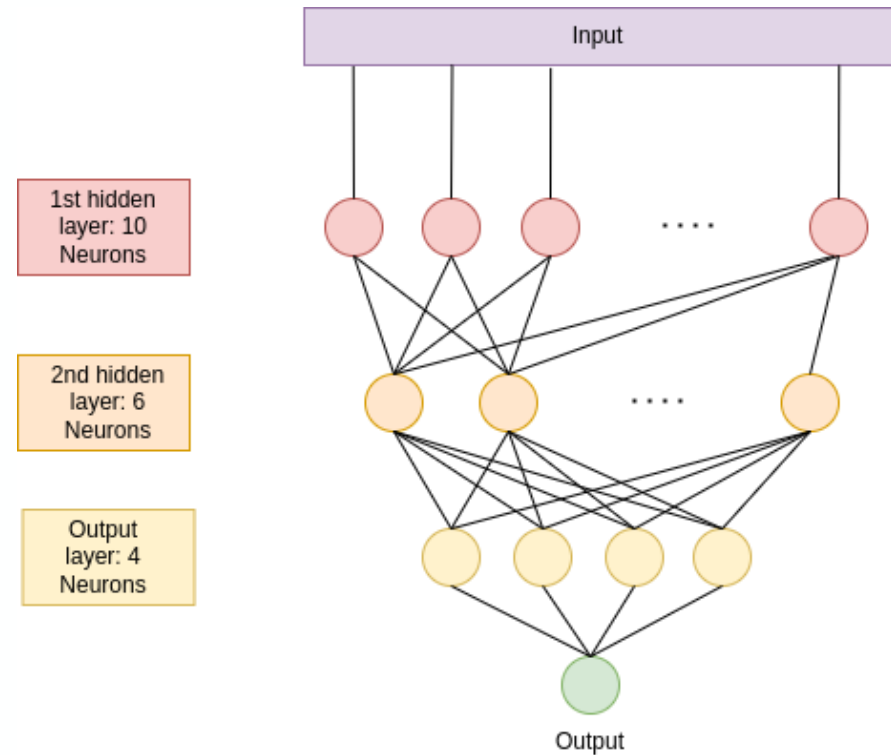 Input
1st hidden
layer: 10
Neurons
. . . .
2nd hidden
layer: 6
Neurons
. . . .
Output
layer: 4
Neurons
Output